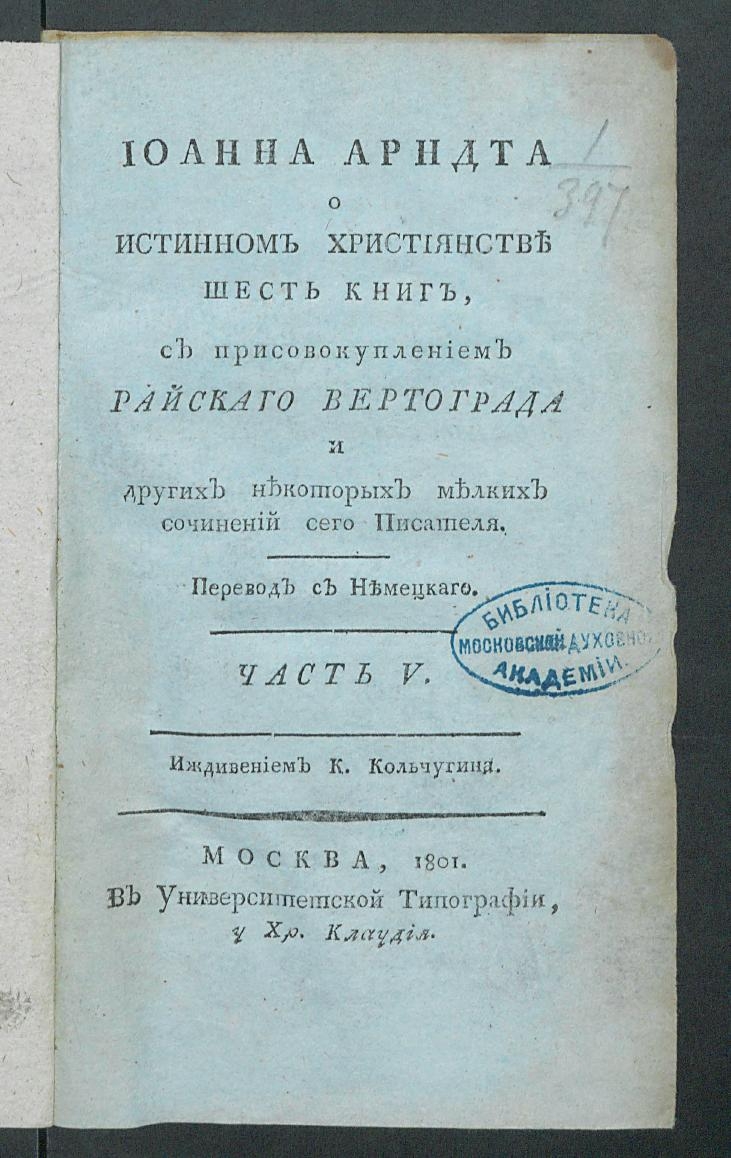 ІОАННА АРНДТА
о
ИСТИННОМЪ ХРИСТІЯНСТВѢ
ШЕСТЬ КНИГЪ,
съ присовокупленіемъ
РАЙСКАГО ВЕРТОГРАДА
и
другихъ нѣкоторыхъ мѣлкихъ
сочиненій сего Писателя.
Переводъ съ Нѣмецкаго.
ЧАСТЬ V.
Иждивеніемъ К. Кольчугина.
МОСКВА, 1801.
Въ Университетской Типографіи,
у Хр. Клаудія.
1
397
БИБЛІОТЕКА
МОСКОВСКОЙ ДУХОВНОЙ
АКАДЕМІИ.